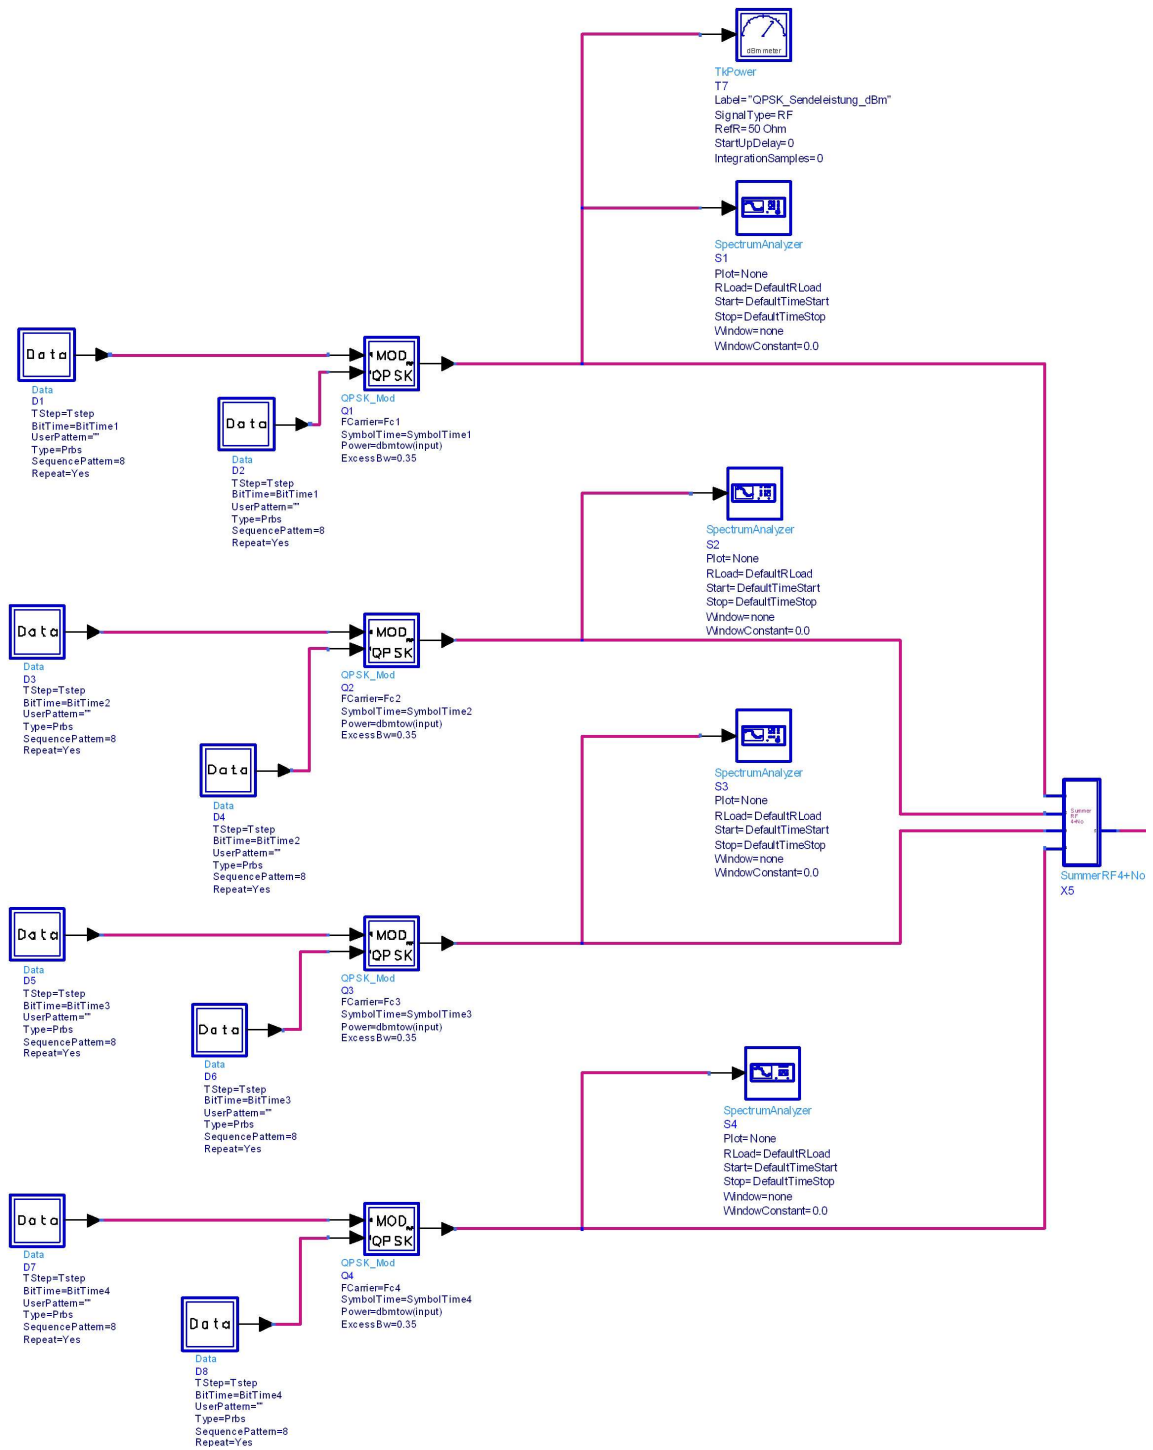 dBm meter
TkPower
T7
Label="QPSK_Sendeleistung_dBm"
SignalType=RF
RefR=50 Ohm
StartUpDelay=0
IntegrationSamples=0
SpectrumAnalyzer
S1
Plot=None
RLoad=DefaultRLoad
Start=DefaultTimeStart
Stop=DefaultTimeStop
Window=none
WindowConstant=0.0
Data
Data
D1
TStep=Tstep
BitTime=BitTime1
UserPattern=""
Type=Prbs
SequencePattern=8
Repeat=Yes
Data
Data
D2
TStep=Tstep
BitTime=BitTime1
UserPattern=""
Type=Prbs
SequencePattern=8
Repeat=Yes
MOD
QPSK
QPSK_Mod
Q1
FCarrier=Fc1
SymbolTime=SymbolTime1
Power=dbmtow(input)
ExcessBw=0.35
SpectrumAnalyzer
S2
Plot=None
RLoad=DefaultRLoad
Start=DefaultTimeStart
Stop=DefaultTimeStop
Window=none
WindowConstant=0.0
Data
Data
D3
TStep=Tstep
BitTime=BitTime2
UserPattern=""
Type=Prbs
SequencePattern=8
Repeat=Yes
Data
Data
D4
TStep=Tstep
BitTime=BitTime2
UserPattern=""
Type=Prbs
SequencePattern=8
Repeat=Yes
MOD
QPSK
QPSK_Mod
Q2
FCarrier=Fc2
SymbolTime=SymbolTime2
Power=dbmtow(input)
ExcessBw=0.35
SpectrumAnalyzer
S3
Plot=None
RLoad=DefaultRLoad
Start=DefaultTimeStart
Stop=DefaultTimeStop
Window=none
WindowConstant=0.0
Summer
RF
4+No
SummerRF4+No
X5
Data
Data
D5
TStep=Tstep
BitTime=BitTime3
UserPattern=""
Type=Prbs
SequencePattern=8
Repeat=Yes
Data
Data
D6
TStep=Tstep
BitTime=BitTime3
UserPattern=""
Type=Prbs
SequencePattern=8
Repeat=Yes
MOD
QPSK
QPSK_Mod
Q3
FCarrier=Fc3
SymbolTime=SymbolTime3
Power=dbmtow(input)
ExcessBw=0.35
SpectrumAnalyzer
S4
Plot=None
RLoad=DefaultRLoad
Start=DefaultTimeStart
Stop=DefaultTimeStop
Window=none
WindowConstant=0.0
Data
Data
D7
TStep=Tstep
BitTime=BitTime4
UserPattern=""
Type=Prbs
SequencePattern=8
Repeat=Yes
Data
Data
D8
TStep=Tstep
BitTime=BitTime4
UserPattern=""
Type=Prbs
SequencePattern=8
Repeat=Yes
MOD
QPSK
QPSK_Mod
Q4
FCarrier=Fc4
SymbolTime=SymbolTime4
Power=dbmtow(input)
ExcessBw=0.35